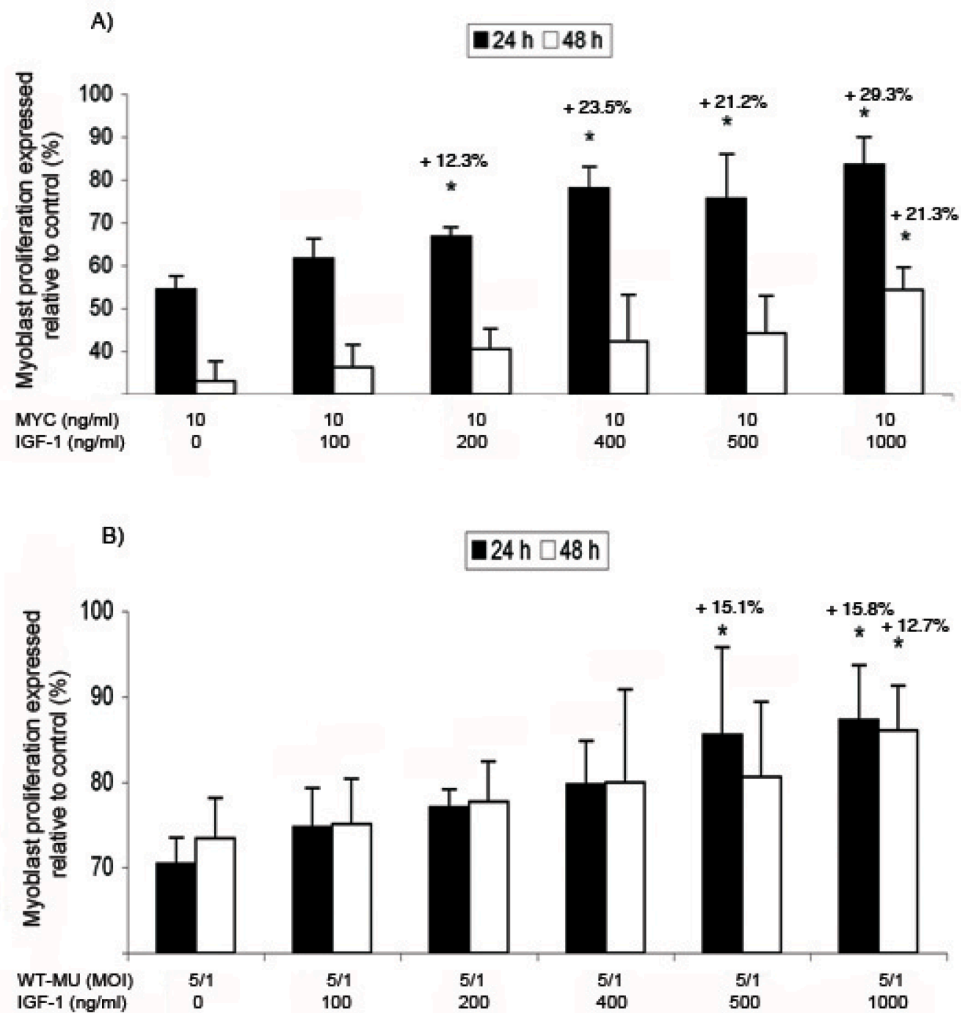 A)
24 h 48 h
Myoblast proliferation expressed
relative to control (%)
100
90
80
70
60
50
40
+ 12.3%
*
+ 23.5%
*
+ 21.2%
*
+ 29.3%
*
+ 21.3%
*
MYC (ng/ml) 10 10 10 10 10 10
IGF-1 (ng/ml) 0 100 200 400 500 1000
B)
24 h 48 h
Myoblast proliferation expressed
relative to control (%)
100
90
80
70
+ 15.1%
*
+ 15.8%
*
+ 12.7%
*
WT-MU (MOI) 5/1 5/1 5/1 5/1 5/1 5/1
IGF-1 (ng/ml) 0 100 200 400 500 1000